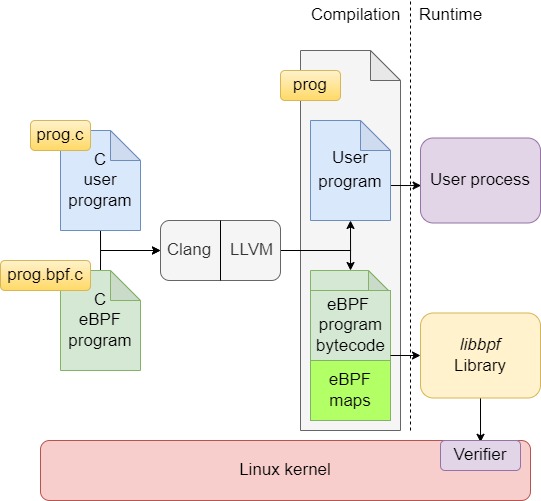 Compilation
Runtime
prog
prog.c
C
user
program
User
program
User process
Clang
LLVM
prog.bpf.c
C
eBPF
program
eBPF
program
bytecode
eBPF
maps
libbpf
Library
Verifier
Linux kernel